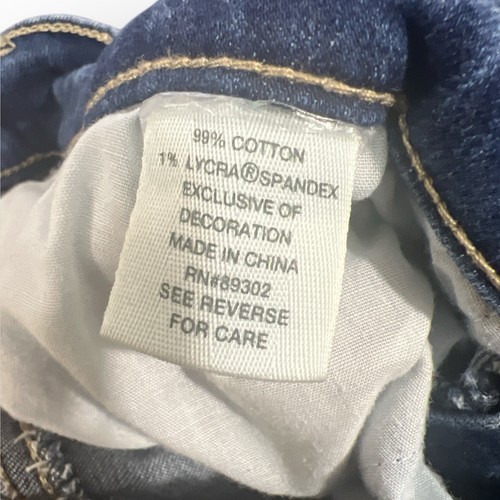 99% COTTON
1% LYCRA®SPANDEX
EXCLUSIVE OF
DECORATION
MADE IN CHINA
RN#89302
SEE REVERSE
FOR CARE